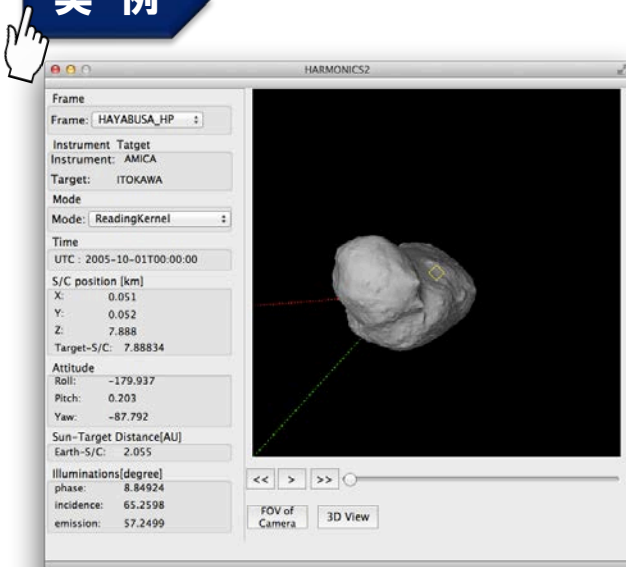 実 例
HARMONICS2
Frame
Frame: HAYABUSA_HP
Instrument Tatget
Instrument: AMICA
Target: ITOKAWA
Mode
Mode: ReadingKernel
Time
UTC : 2005-10-01T00:00:00
S/C position [km]
X: 0.051
Y: 0.052
Z: 7.888
Target-S/C: 7.88834
Attitude
Roll: -179.937
Pitch: 0.203
Yaw: -87.792
Sun-Target Distance[AU]
Earth-S/C: 2.055
Illuminations[degree]
phase: 8.84924
incidence: 65.2598
emission: 57.2499
<< > >>
FOV of
Camera
3D View